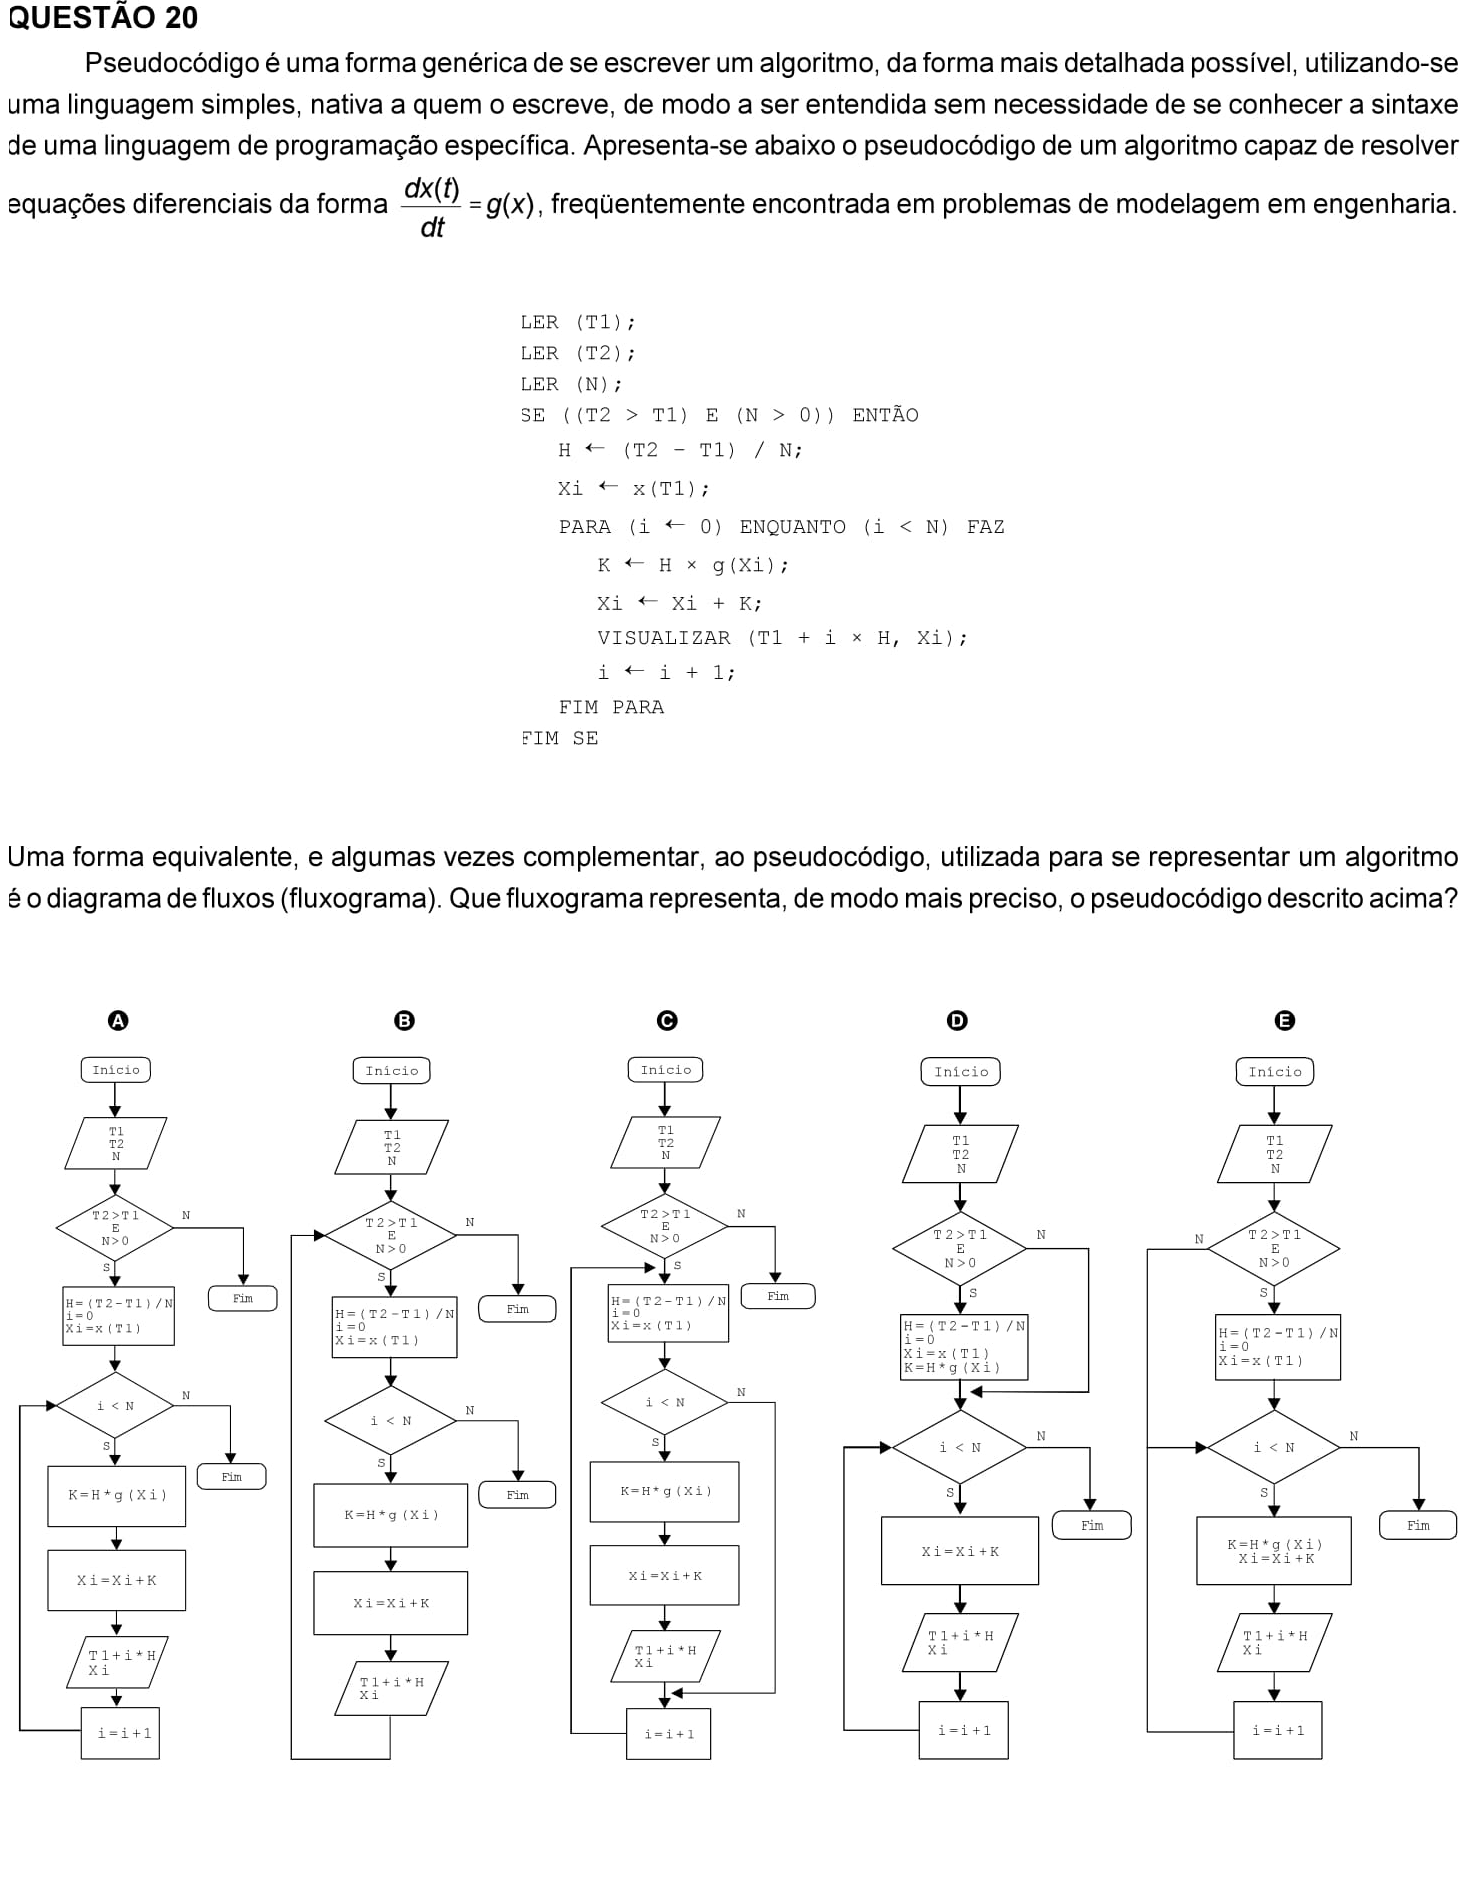 QUESTÃO 20
Pseudocódigo é uma forma genérica de se escrever um algoritmo, da forma mais detalhada possível, utilizando-se
uma linguagem simples, nativa a quem o escreve, de modo a ser entendida sem necessidade de se conhecer a sintaxe
de uma linguagem de programação específica. Apresenta-se abaixo o pseudocódigo de um algoritmo capaz de resolver
equações diferenciais da forma dx(t)/dt = g(x), freqüentemente encontrada em problemas de modelagem em engenharia.
LER (T1);
LER (T2);
LER (N);
SE ((T2 > T1) E (N > 0)) ENTÃO
H ← (T2 - T1) / N;
Xi ← x(T1);
PARA (i ← 0) ENQUANTO (i < N) FAZ
K ← H × g(Xi);
Xi ← Xi + K;
VISUALIZAR (T1 + i × H, Xi);
i ← i + 1;
FIM PARA
FIM SE
Uma forma equivalente, e algumas vezes complementar, ao pseudocódigo, utilizada para se representar um algoritmo
é o diagrama de fluxos (fluxograma). Que fluxograma representa, de modo mais preciso, o pseudocódigo descrito acima?
A
Início
T1
T2
N
T2>T1
E
N>0
N
S
Fim
H=(T2-T1)/N
i=0
Xi=x(T1)
i < N
N
S
Fim
K=H*g(Xi)
Xi=Xi+K
T1+i*H
Xi
i=i+1
B
Início
T1
T2
N
T2>T1
E
N>0
N
S
Fim
H=(T2-T1)/N
i=0
Xi=x(T1)
i < N
N
S
Fim
K=H*g(Xi)
Xi=Xi+K
T1+i*H
Xi
C
Início
T1
T2
N
T2>T1
E
N>0
N
S
Fim
H=(T2-T1)/N
i=0
Xi=x(T1)
i < N
N
S
K=H*g(Xi)
Xi=Xi+K
T1+i*H
Xi
i=i+1
D
Início
T1
T2
N
T2>T1
E
N>0
N
S
H=(T2-T1)/N
i=0
Xi=x(T1)
K=H*g(Xi)
i < N
N
S
Fim
Xi=Xi+K
T1+i*H
Xi
i=i+1
E
Início
T1
T2
N
N
T2>T1
E
N>0
S
H=(T2-T1)/N
i=0
Xi=x(T1)
i < N
N
S
Fim
K=H*g(Xi)
Xi=Xi+K
T1+i*H
Xi
i=i+1